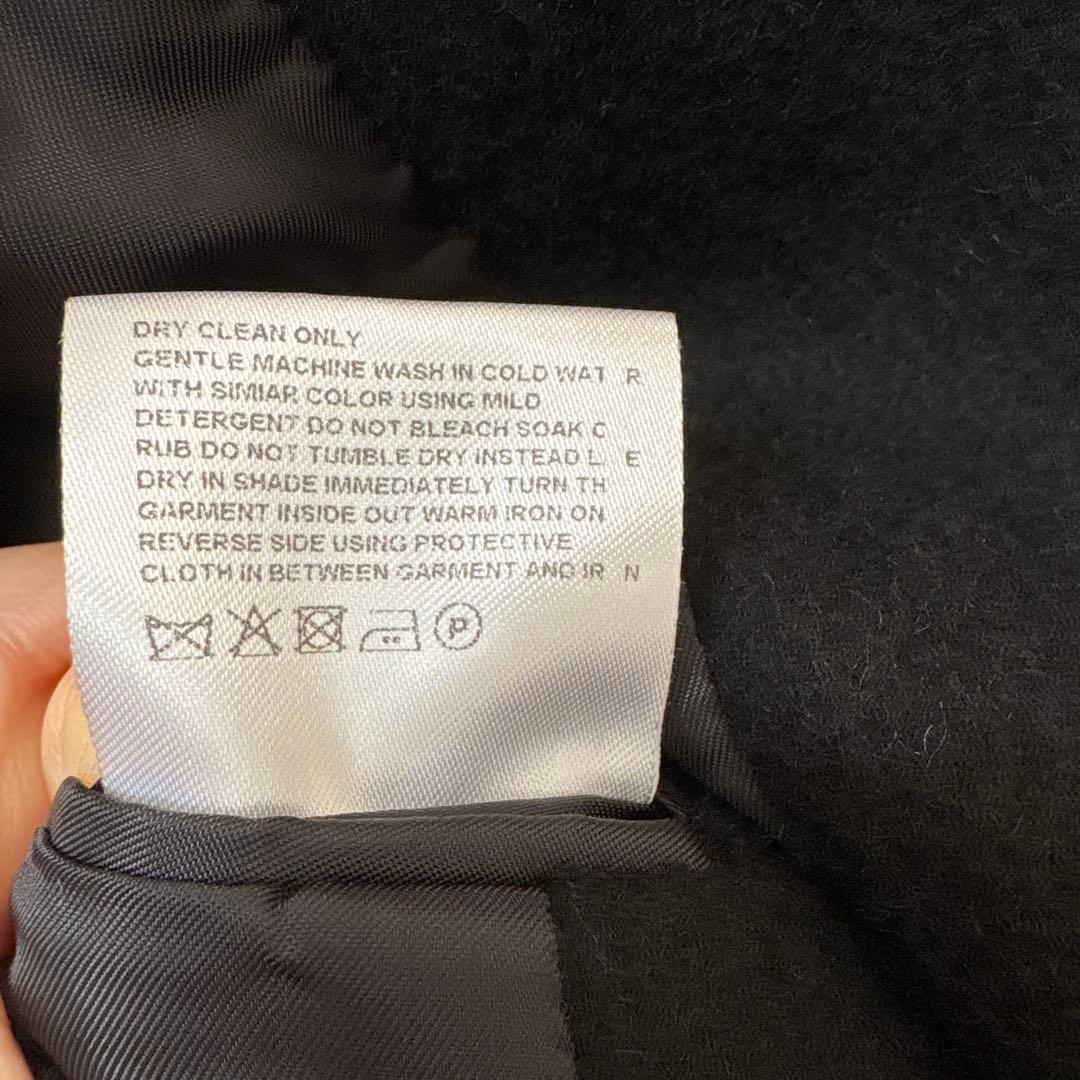 DRY CLEAN ONLY
GENTLE MACHINE WASH IN COLD WAT R
WITH SIMIAR COLOR USING MILD
DETERGENT DO NOT BLEACH SOAK
RUB DO NOT TUMBLE DRY INSTEAD L E
DRY IN SHADE IMMEDIATELY TURN TH
GARMENT INSIDE OUT WARM IRON ON
REVERSE SIDE USING PROTECTIVE
CLOTH IN BETWEEN GARMENT AND IR N
P